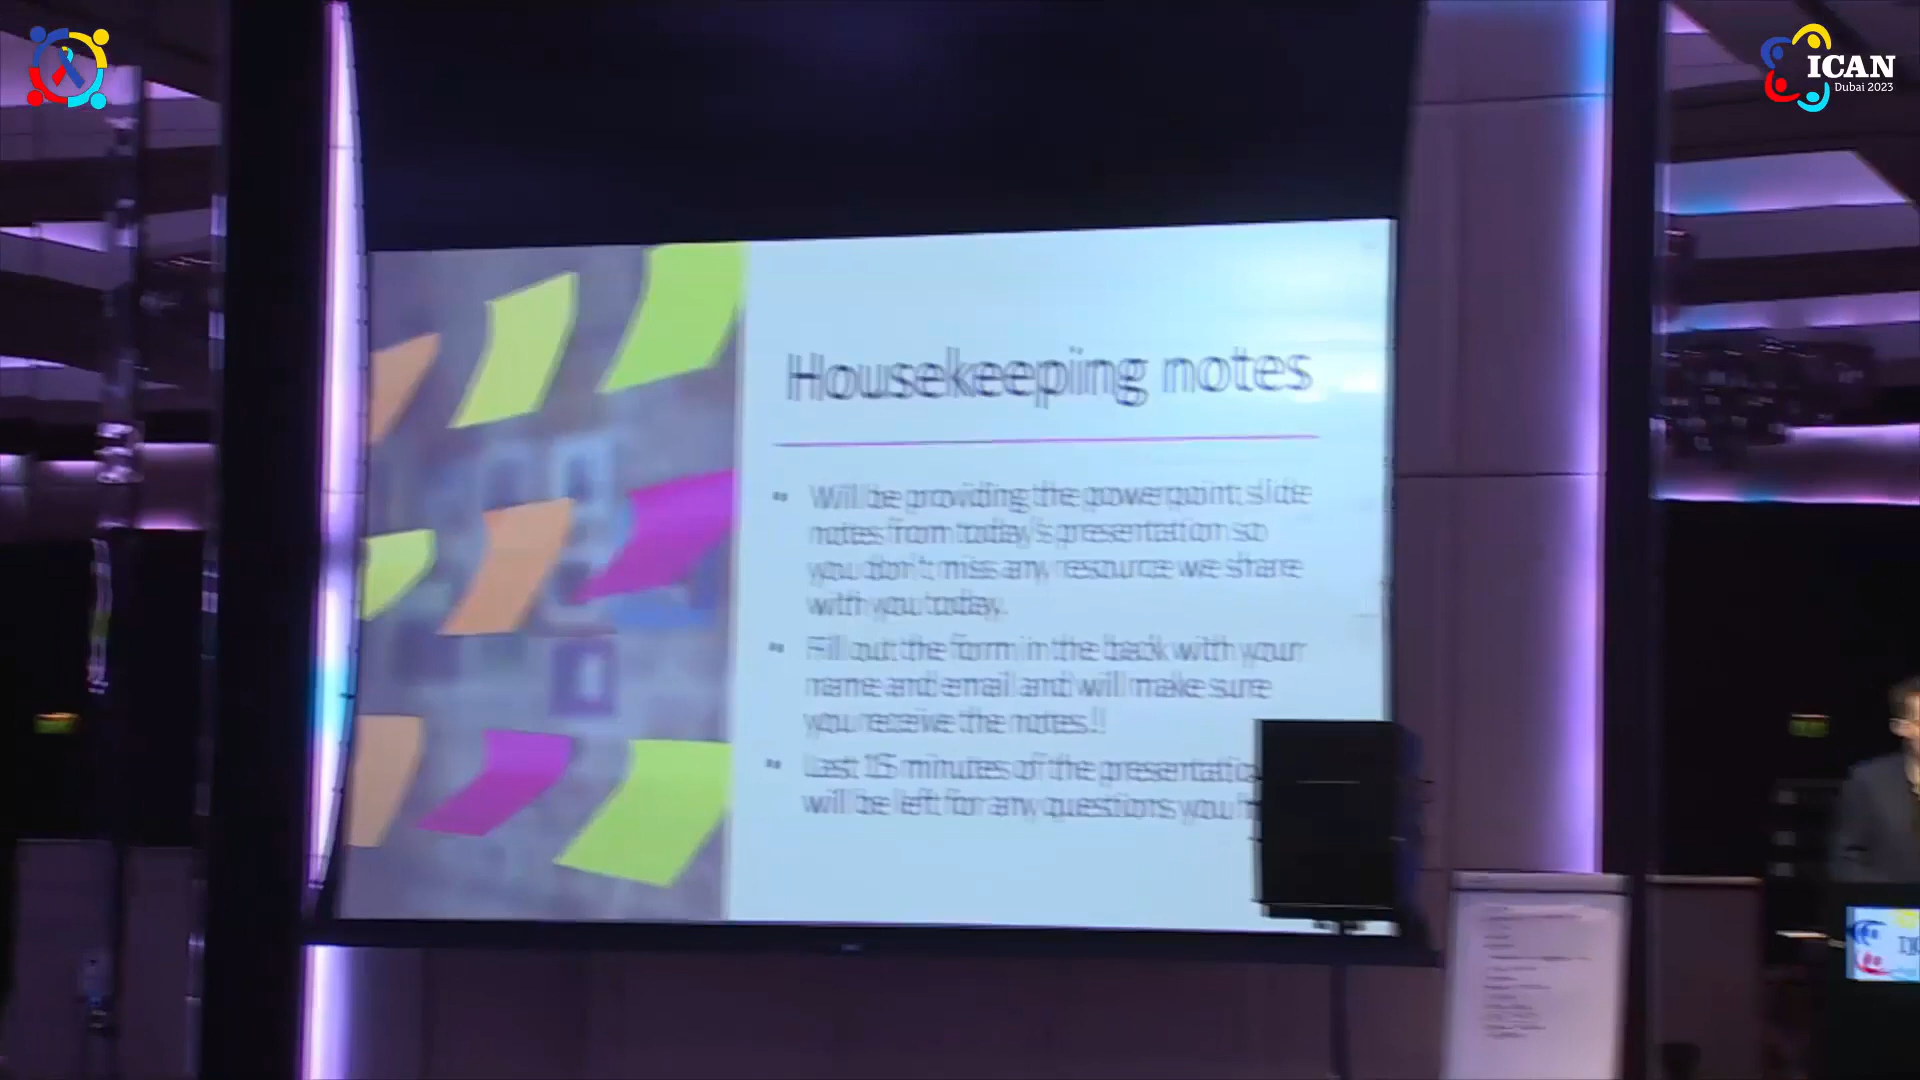 ICAN
Dubai 2023
Housekeeping notes
Will be providing the powerpoint slide
notes from today's presentation so
you don't miss any resource we share
with you today.
Fill out the form in the back with your
name and email and will make sure
you receive the notes!!
Last 15 minutes of the
will be left for any questions you